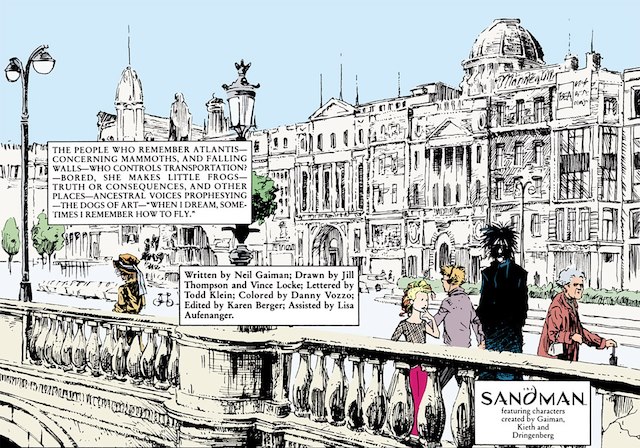 THE PEOPLE WHO REMEMBER ATLANTIS—
CONCERNING MAMMOTHS, AND FALLING
WALLS—WHO CONTROLS TRANSPORTATION?
—BORED, SHE MAKES LITTLE FROGS—
TRUTH OR CONSEQUENCES, AND OTHER
PLACES—ANCESTRAL VOICES PROPHESYING
—THE DOGS OF ART—"WHEN I DREAM, SOME-
TIMES I REMEMBER HOW TO FLY."
Written by Neil Gaiman; Drawn by Jill
Thompson and Vince Locke; Lettered by
Todd Klein; Colored by Danny Vozzo;
Edited by Karen Berger; Assisted by Lisa
Aufenanger.
THE
SANDMAN
featuring characters
created by Gaiman,
Kieth and
Dringenberg